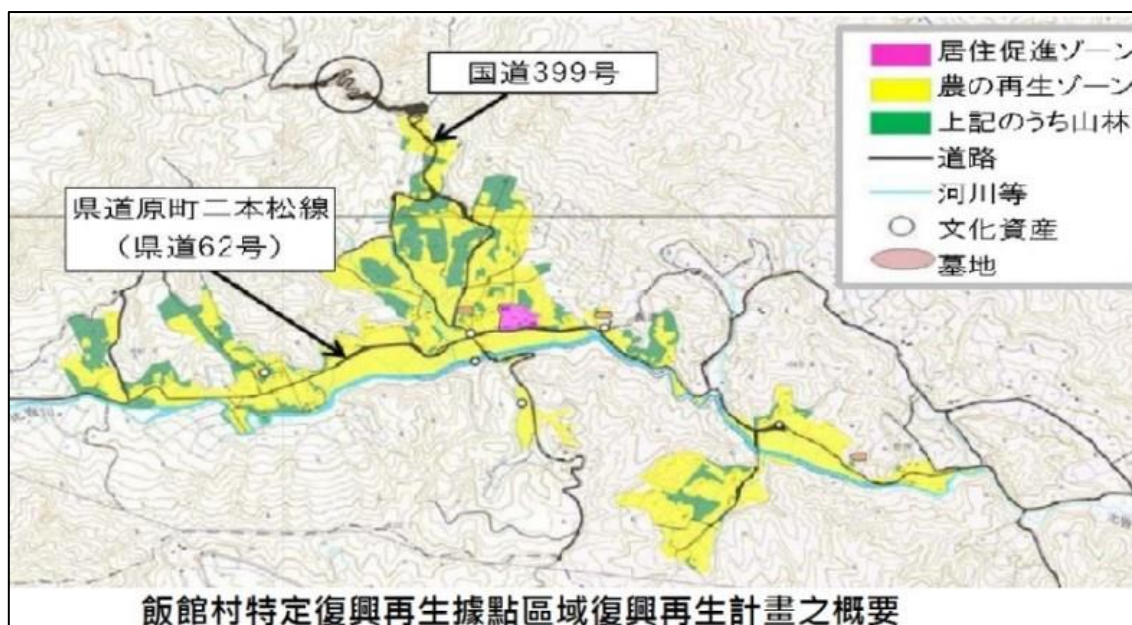 国道399号
県道原町二本松線
(県道62号)
居住促進ゾーン
農の再生ゾーン
上記のうち山林
道路
河川等
文化資産
墓地
飯館村特定復興再生據點區域復興再生計畫之概要